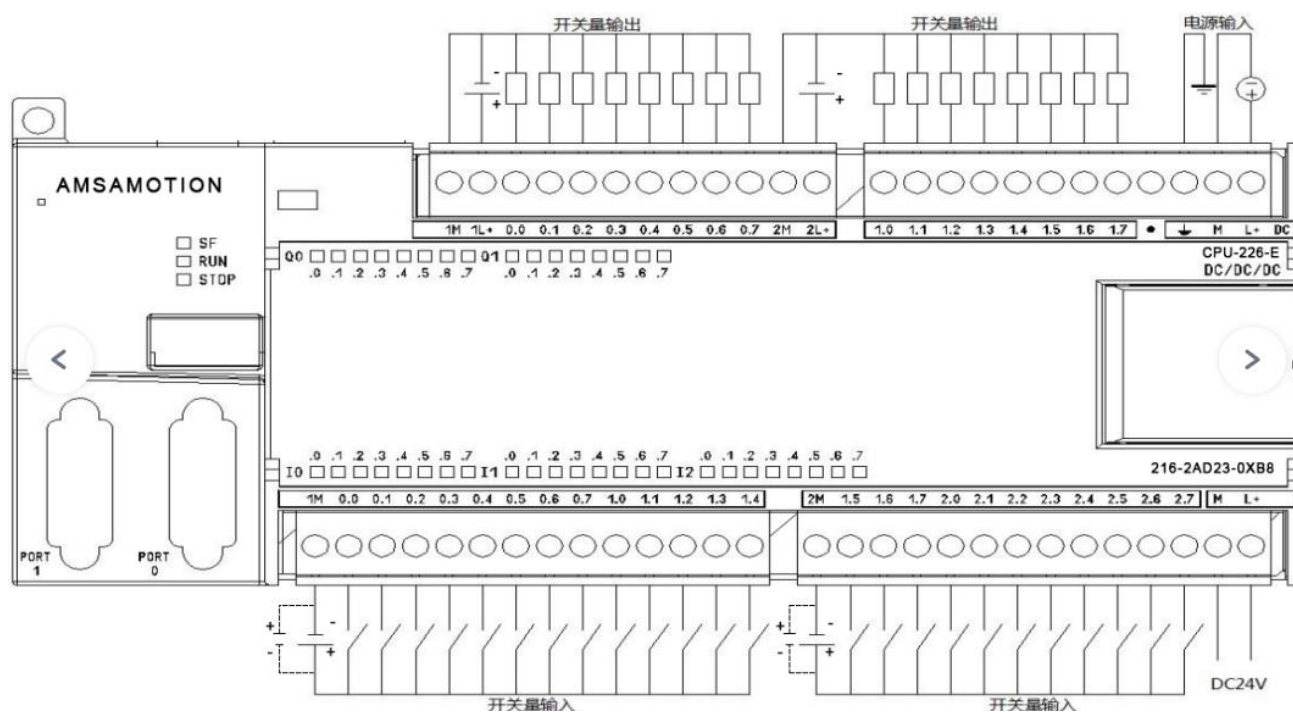 开关量输出 开关量输出 电源输入
- + - +
AMSAMOTION
1M 1L+ 0.0 0.1 0.2 0.3 0.4 0.5 0.6 0.7 2M 2L+ 1.0 1.1 1.2 1.3 1.4 1.5 1.6 1.7 M L+ DC
SF
RUN
STOP
Q0 Q1
.0 .1 .2 .3 .4 .5 .6 .7 .0 .1 .2 .3 .4 .5 .6 .7
CPU-226-E
DC/DC/DC
.0 .1 .2 .3 .4 .5 .6 .7 .0 .1 .2 .3 .4 .5 .6 .7 .0 .1 .2 .3 .4 .5 .6 .7
I0 I1 I2
216-2AD23-0XB8
1M 0.0 0.1 0.2 0.3 0.4 0.5 0.6 0.7 1.0 1.1 1.2 1.3 1.4 2M 1.5 1.6 1.7 2.0 2.1 2.2 2.3 2.4 2.5 2.6 2.7 M L+
PORT
1
PORT
0
+ - - + + - - +
DC24V
开关量输入 开关量输入